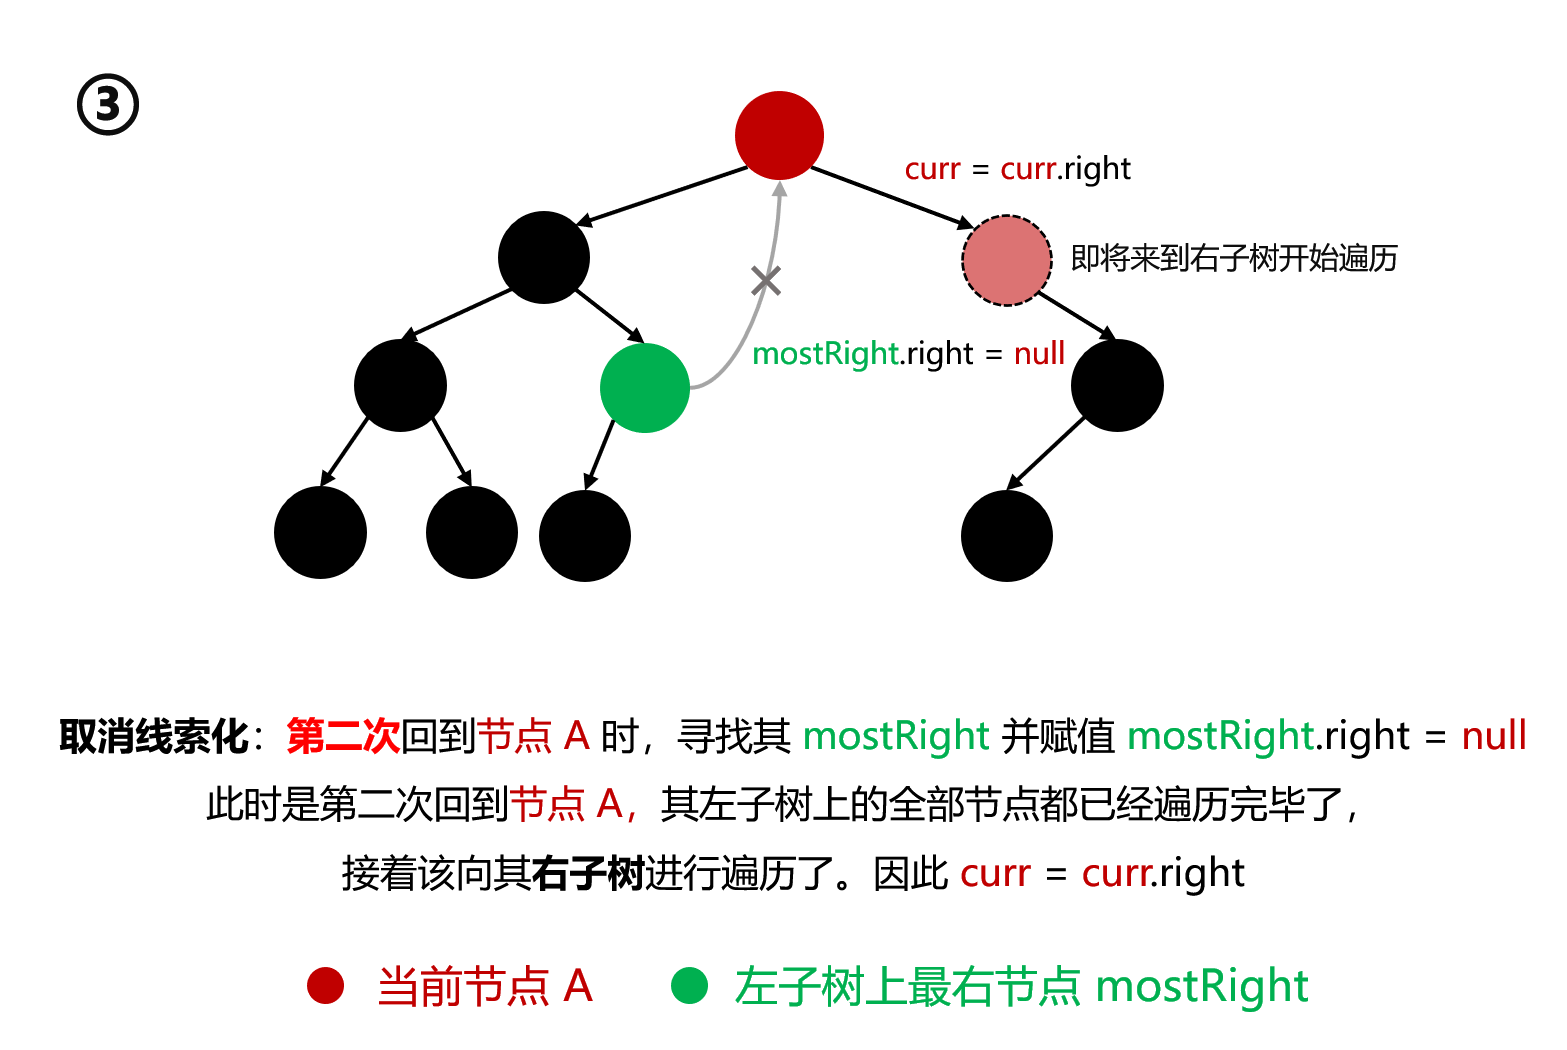 ③
curr = curr.right
即将来到右子树开始遍历
mostRight.right = null
取消线索化：第二次回到节点 A 时，寻找其 mostRight 并赋值 mostRight.right = null
此时是第二次回到节点 A，其左子树上的全部节点都已经遍历完毕了，
接着该向其右子树进行遍历了。因此 curr = curr.right
当前节点 A
左子树上最右节点 mostRight